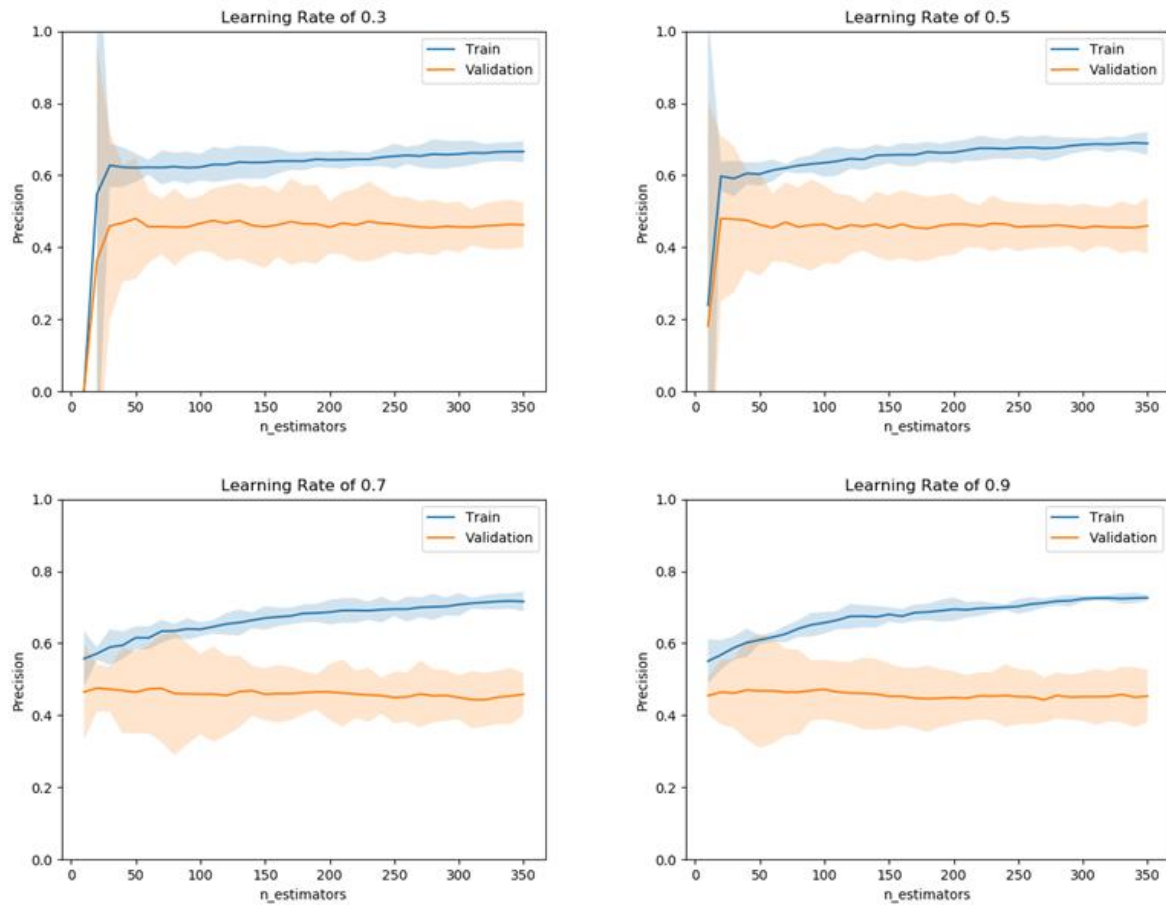 Learning Rate of 0.3
1.0
0.8
0.6
0.4
0.2
0.0
Precision
Train
Validation
0 50 100 150 200 250 300 350
n_estimators
Learning Rate of 0.5
1.0
0.8
0.6
0.4
0.2
0.0
Precision
Train
Validation
0 50 100 150 200 250 300 350
n_estimators
Learning Rate of 0.7
1.0
0.8
0.6
0.4
0.2
0.0
Precision
Train
Validation
0 50 100 150 200 250 300 350
n_estimators
Learning Rate of 0.9
1.0
0.8
0.6
0.4
0.2
0.0
Precision
Train
Validation
0 50 100 150 200 250 300 350
n_estimators